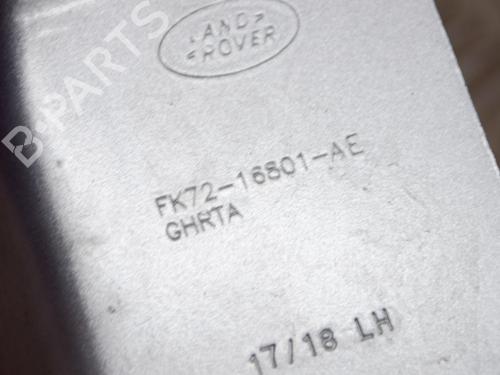 LAND
ROVER
FK72-16801-AE
GHRTA
17/18 LH
B-PARTS